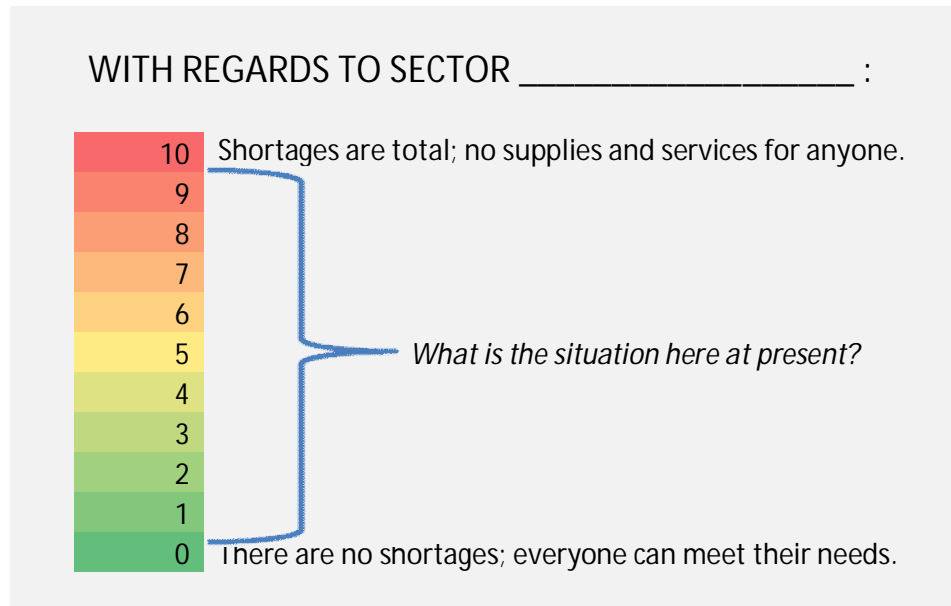 WITH REGARDS TO SECTOR __________________ :
10 Shortages are total; no supplies and services for anyone.
9
8
7
6
5 What is the situation here at present?
4
3
2
1
0 There are no shortages; everyone can meet their needs.